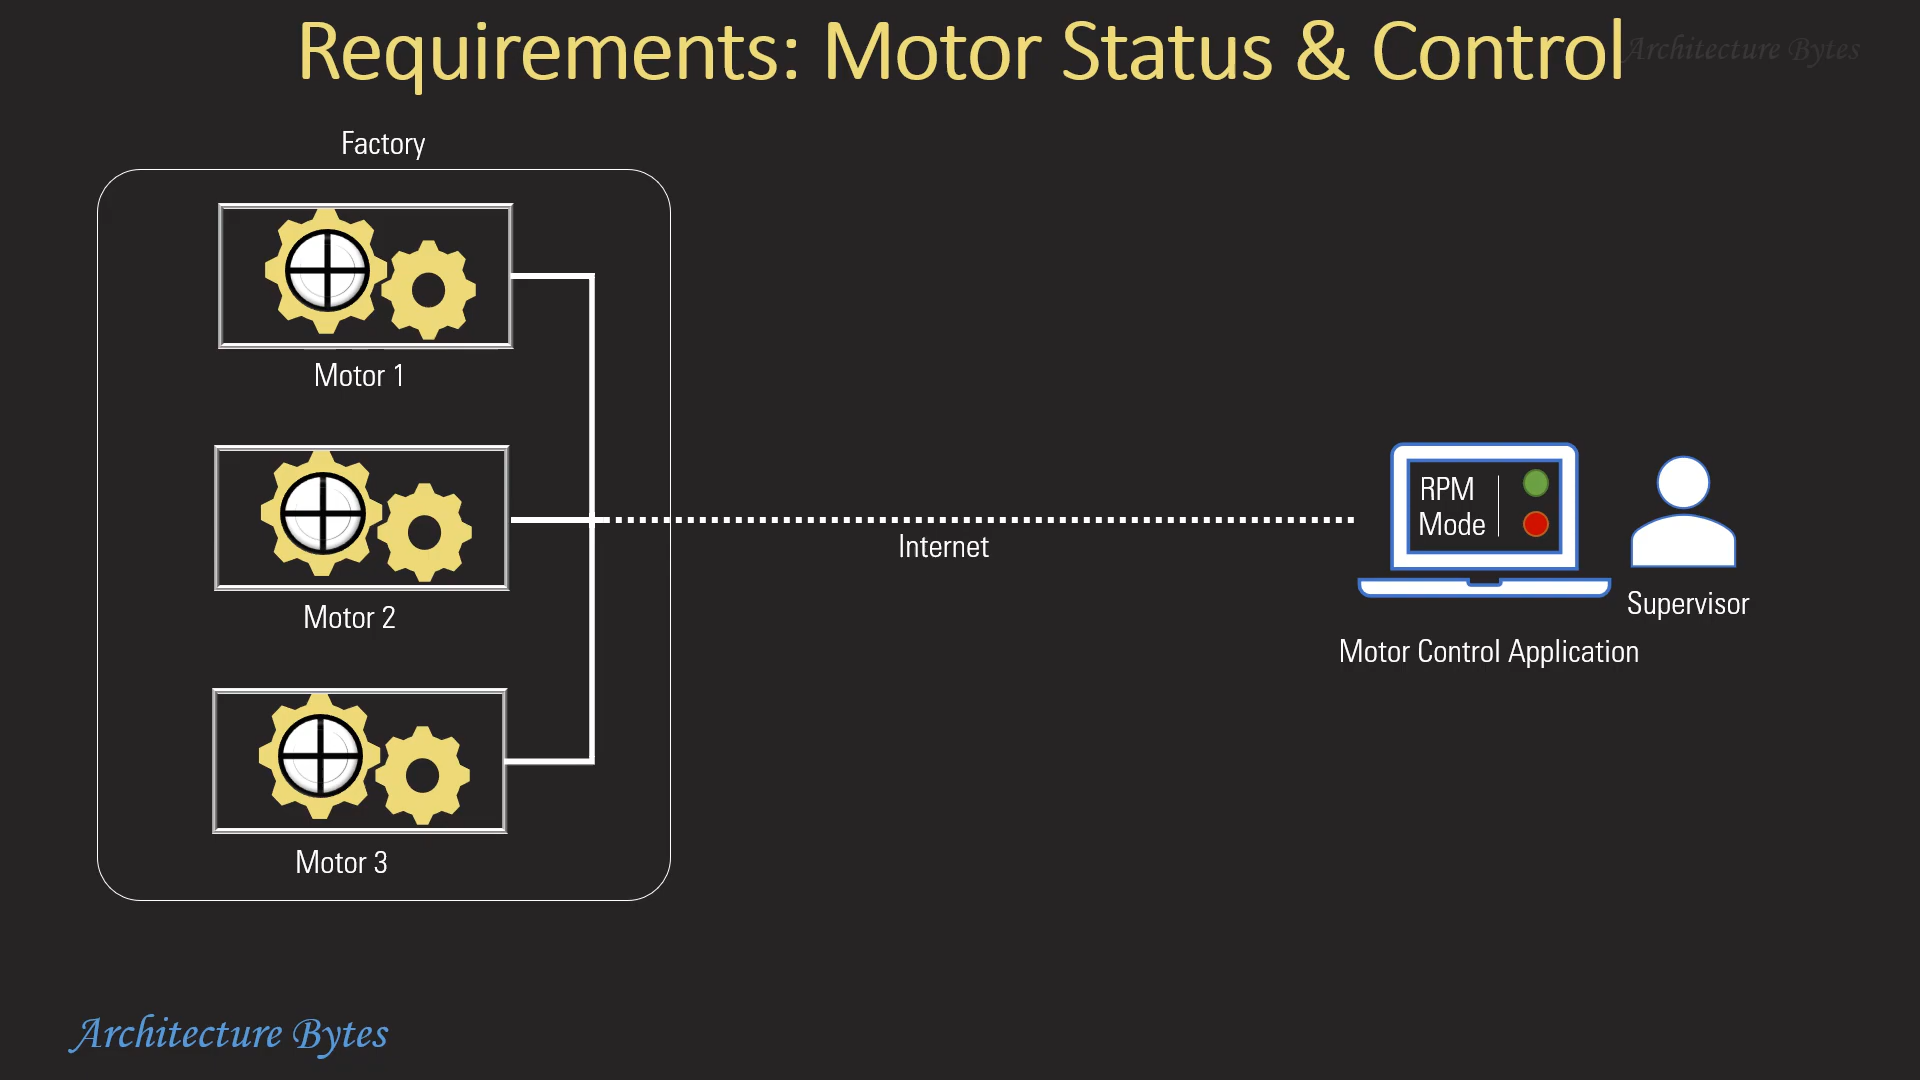 Requirements: Motor Status & Control
Architecture Bytes
Factory
Motor 1
Motor 2
Motor 3
Internet
RPM
Mode
Supervisor
Motor Control Application
Architecture Bytes